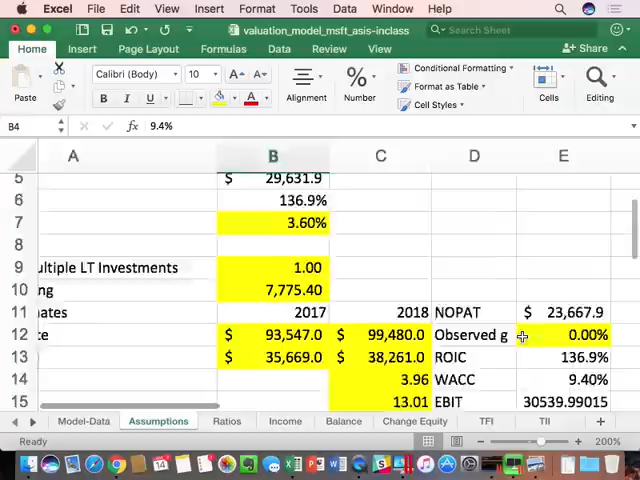 Excel File Edit View Insert Format Tools Data Window Help
valuation_model_msft_asis-inclass
Search Sheet
Home Insert Page Layout Formulas Data Review View Share
Calibri (Body) 10 A A
Paste B I U A Alignment % Number Conditional Formatting Format as Table Cell Styles Cells Editing
B4 fx 9.4%
A B C D E
5 $ 29,631.9
6 136.9%
7 3.60%
8
9 ultiple LT Investments 1.00
10 ng 7,775.40
11 nates 2017 2018 NOPAT $ 23,667.9
12 te $ 93,547.0 $ 99,480.0 Observed g 0.00%
13 $ 35,669.0 $ 38,261.0 ROIC 136.9%
14 3.96 WACC 9.40%
15 13.01 EBIT 30539.99015
Model-Data Assumptions Ratios Income Balance Change Equity TFI TII +
Ready 200%